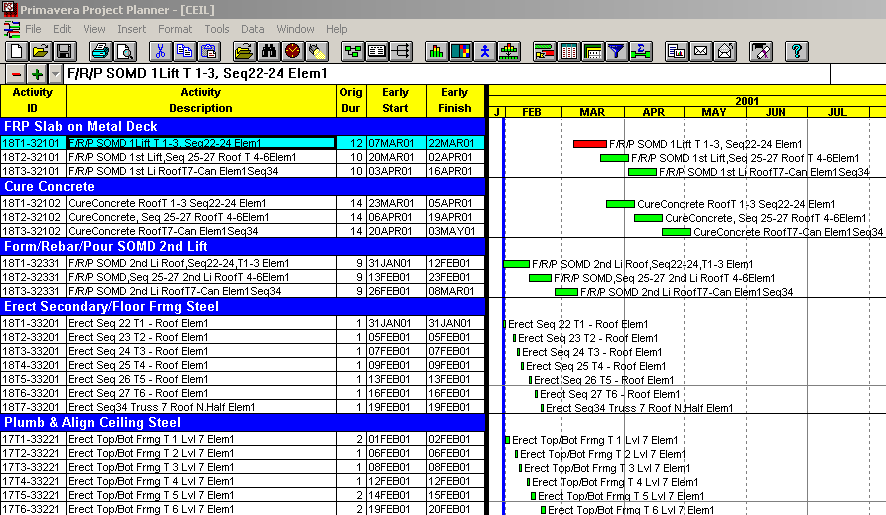 Primavera Project Planner - [CEIL]
File Edit View Insert Format Tools Data Window Help
F/R/P SOMD 1Lift T 1-3, Seq22-24 Elem1
Activity ID Activity Description Orig Dur Early Start Early Finish 2001
J FEB MAR APR MAY JUN JUL
FRP Slab on Metal Deck
18T1-32101 F/R/P SOMD 1Lift T 1-3, Seq22-24 Elem1 12 07MAR01 22MAR01 F/R/P SOMD 1Lift T 1-3, Seq22-24 Elem1
18T2-32101 F/R/P SOMD 1st Lift,Seq 25-27 Roof T 4-6Elem1 10 20MAR01 02APR01 F/R/P SOMD 1st Lift,Seq 25-27 Roof T 4-6Elem1
18T3-32101 F/R/P SOMD 1st Li RoofT7-Can Elem1Seq34 10 03APR01 16APR01 F/R/P SOMD 1st Li RoofT7-Can Elem1Seq34
Cure Concrete
18T1-32102 CureConcrete RoofT 1-3 Seq22-24 Elem1 14 23MAR01 05APR01 CureConcrete RoofT 1-3 Seq22-24 Elem1
18T2-32102 CureConcrete, Seq 25-27 Roof T 4-6Elem1 14 06APR01 19APR01 CureConcrete, Seq 25-27 Roof T 4-6Elem1
18T3-32102 CureConcrete RoofT7-Can Elem1Seq34 14 20APR01 03MAY01 CureConcrete RoofT7-Can Elem1Seq34
Form/Rebar/Pour SOMD 2nd Lift
18T1-32331 F/R/P SOMD 2nd Li Roof,Seq22-24,T1-3 Elem1 9 31JAN01 12FEB01 F/R/P SOMD 2nd Li Roof,Seq22-24,T1-3 Elem1
18T2-32331 F/R/P SOMD,Seq 25-27 2nd Li RoofT 4-6Elem1 9 13FEB01 23FEB01 F/R/P SOMD,Seq 25-27 2nd Li RoofT 4-6Elem1
18T3-32331 F/R/P SOMD 2nd Li RoofT7-Can Elem1Seq34 9 26FEB01 08MAR01 F/R/P SOMD 2nd Li RoofT7-Can Elem1Seq34
Erect Secondary/Floor Frmg Steel
18T1-33201 Erect Seq 22 T1 - Roof Elem1 1 31JAN01 31JAN01 Erect Seq 22 T1 - Roof Elem1
18T2-33201 Erect Seq 23 T2 - Roof Elem1 1 05FEB01 05FEB01 Erect Seq 23 T2 - Roof Elem1
18T3-33201 Erect Seq 24 T3 - Roof Elem1 1 07FEB01 07FEB01 Erect Seq 24 T3 - Roof Elem1
18T4-33201 Erect Seq 25 T4 - Roof Elem1 1 09FEB01 09FEB01 Erect Seq 25 T4 - Roof Elem1
18T5-33201 Erect Seq 26 T5 - Roof Elem1 1 13FEB01 13FEB01 Erect Seq 26 T5 - Roof Elem1
18T6-33201 Erect Seq 27 T6 - Roof Elem1 1 16FEB01 16FEB01 Erect Seq 27 T6 - Roof Elem1
18T7-33201 Erect Seq34 Truss 7 Roof N.Half Elem1 1 19FEB01 19FEB01 Erect Seq34 Truss 7 Roof N.Half Elem1
Plumb & Align Ceiling Steel
17T1-33221 Erect Top/Bot Frmg T 1 Lvl 7 Elem1 2 01FEB01 02FEB01 Erect Top/Bot Frmg T 1 Lvl 7 Elem1
17T2-33221 Erect Top/Bot Frmg T 2 Lvl 7 Elem1 1 06FEB01 06FEB01 Erect Top/Bot Frmg T 2 Lvl 7 Elem1
17T3-33221 Erect Top/Bot Frmg T 3 Lvl 7 Elem1 1 08FEB01 08FEB01 Erect Top/Bot Frmg T 3 Lvl 7 Elem1
17T4-33221 Erect Top/Bot Frmg T 4 Lvl 7 Elem1 1 12FEB01 12FEB01 Erect Top/Bot Frmg T 4 Lvl 7 Elem1
17T5-33221 Erect Top/Bot Frmg T 5 Lvl 7 Elem1 2 14FEB01 15FEB01 Erect Top/Bot Frmg T 5 Lvl 7 Elem1
17T6-33221 Erect Top/Bot Frmg T 6 Lvl 7 Elem1 2 19FEB01 20FEB01 Erect Top/Bot Frmg T 6 Lvl 7 Elem1